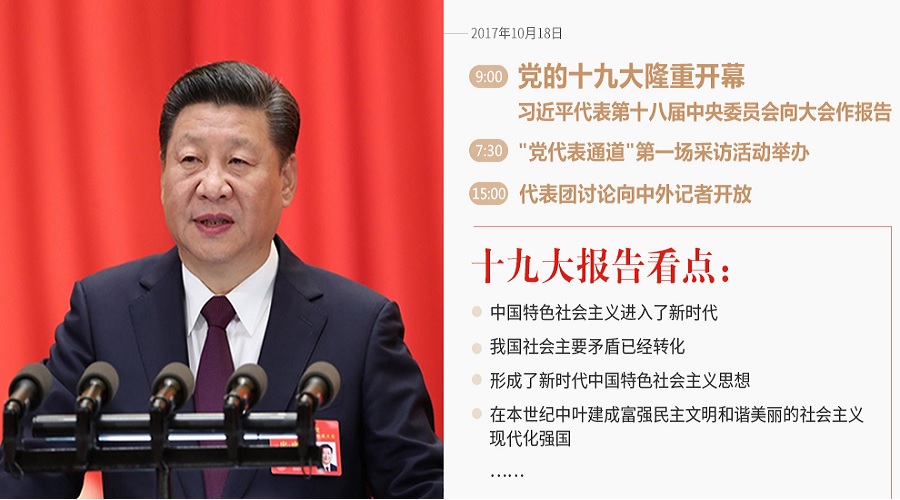 2017年10月18日
9:00 党的十九大隆重开幕
习近平代表第十八届中央委员会向大会作报告
7:30 "党代表通道"第一场采访活动举办
15:00 代表团讨论向中外记者开放
十九大报告看点：
中国特色社会主义进入了新时代
我国社会主要矛盾已经转化
形成了新时代中国特色社会主义思想
在本世纪中叶建成富强民主文明和谐美丽的社会主义
现代化强国
……